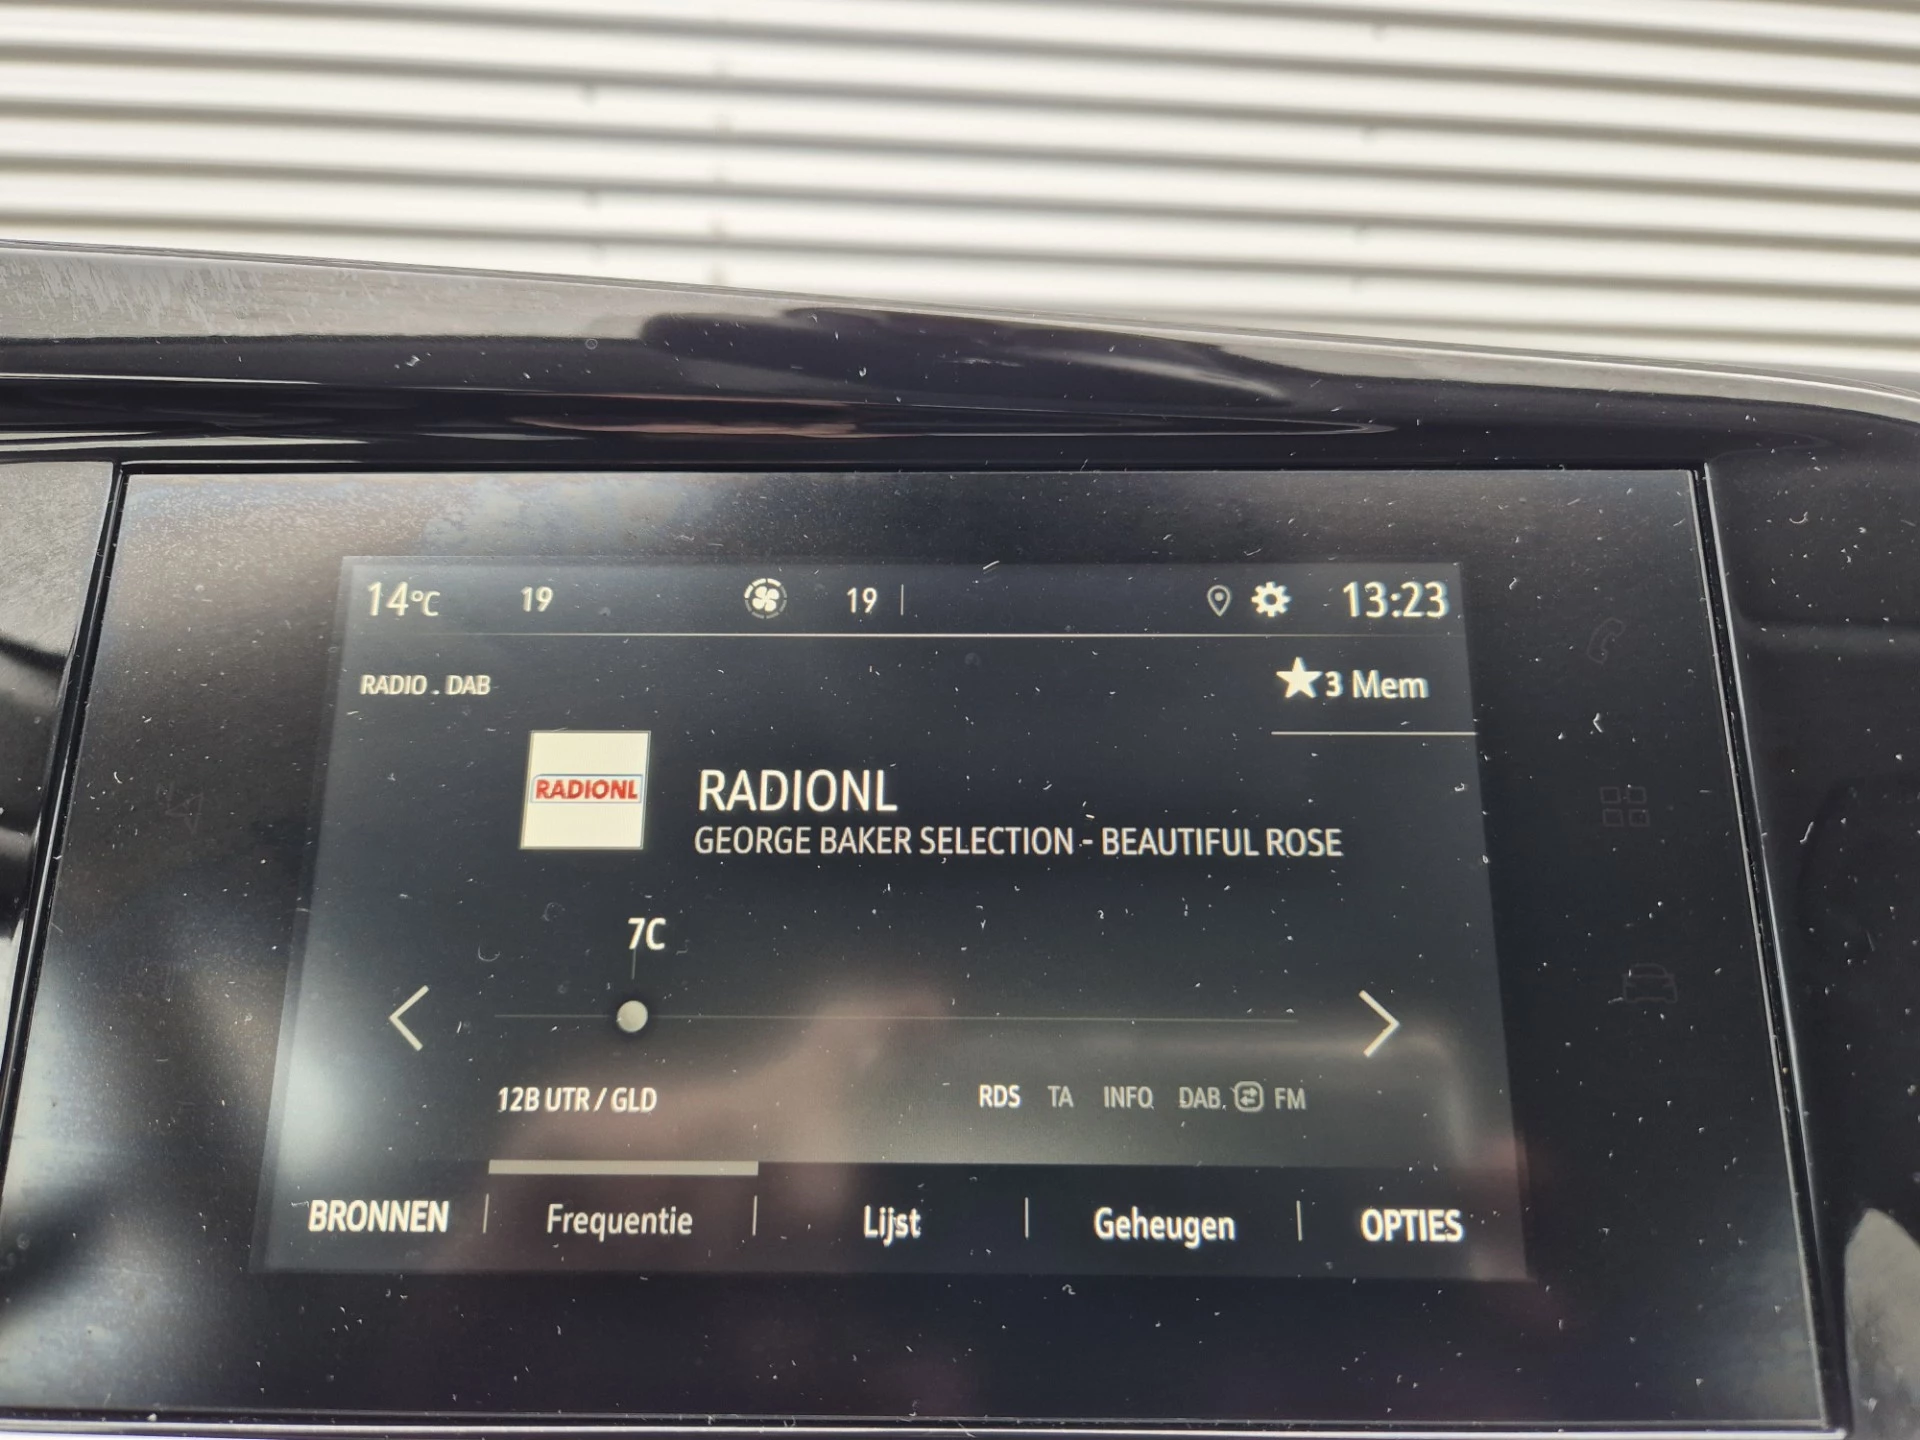 14°C 19 19 13:23
RADIO . DAB ★3 Mem
RADIONL
RADIONL
GEORGE BAKER SELECTION - BEAUTIFUL ROSE
7C
12B UTR / GLD RDS TA INFO DAB. FM
BRONNEN Frequentie Lijst Geheugen OPTIES